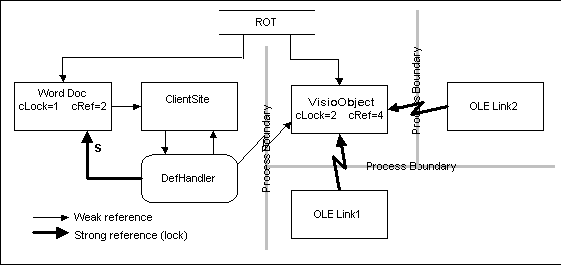 ROT
Process Boundary
Word Doc
cLock=1 cRef=2
ClientSite
VisioObject
cLock=2 cRef=4
OLE Link2
Process Boundary
S
DefHandler
Process Boundary
OLE Link1
Weak reference
Strong reference (lock)